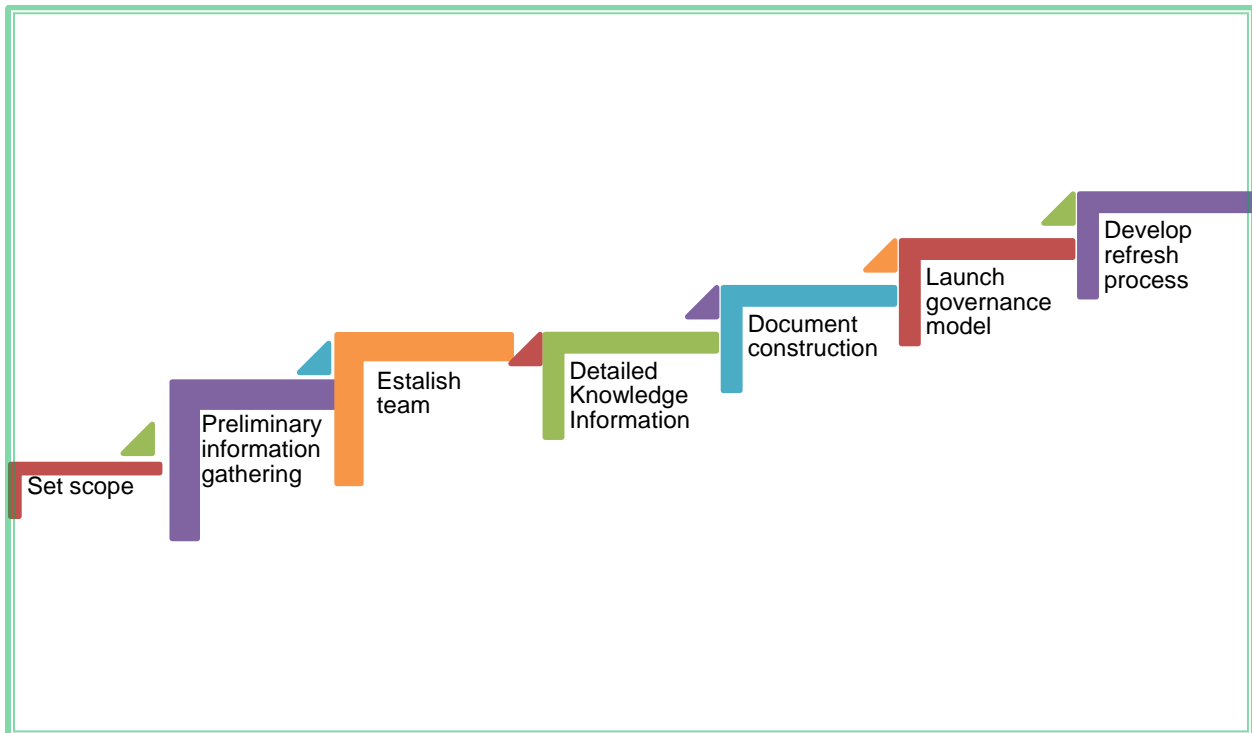 Set scope
Preliminary
information
gathering
Estalish
team
Detailed
Knowledge
Information
Document
construction
Launch
governance
model
Develop
refresh
process